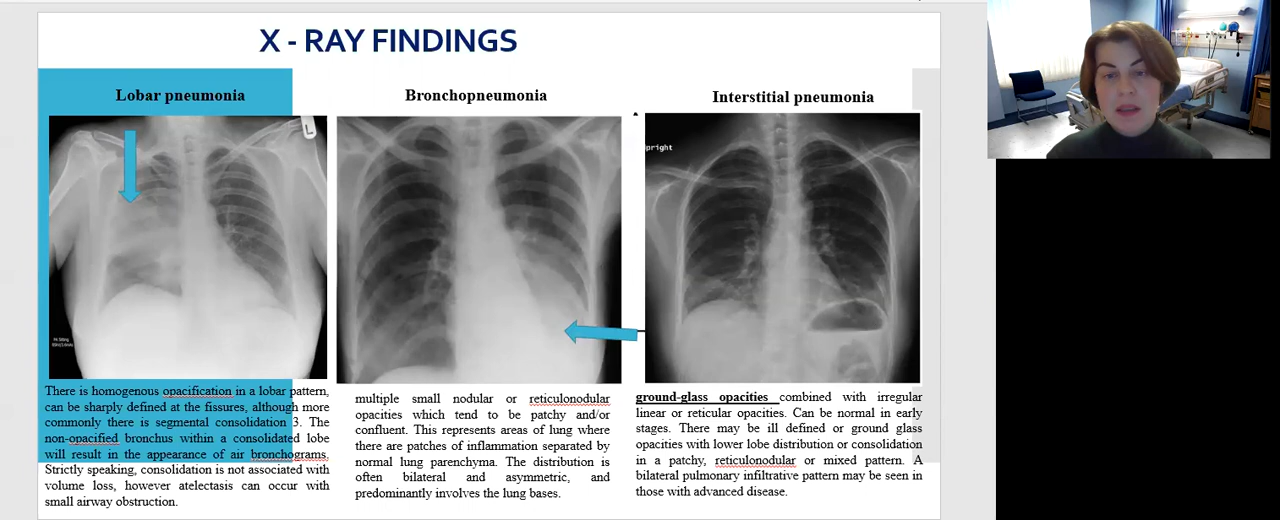 X - RAY FINDINGS
Lobar pneumonia
Bronchopneumonia
Interstitial pneumonia
L
pright
There is homogenous opacification in a lobar pattern,
can be sharply defined at the fissures, although more
commonly there is segmental consolidation 3. The
non-opacified bronchus within a consolidated lobe
will result in the appearance of air bronchograms.
Strictly speaking, consolidation is not associated with
volume loss, however atelectasis can occur with
small airway obstruction.
multiple small nodular or reticulonodular
opacities which tend to be patchy and/or
confluent. This represents areas of lung where
there are patches of inflammation separated by
normal lung parenchyma. The distribution is
often bilateral and asymmetric, and
predominantly involves the lung bases.
ground-glass opacities combined with irregular
linear or reticular opacities. Can be normal in early
stages. There may be ill defined or ground glass
opacities with lower lobe distribution or consolidation
in a patchy, reticulonodular or mixed pattern. A
bilateral pulmonary infiltrative pattern may be seen in
those with advanced disease.